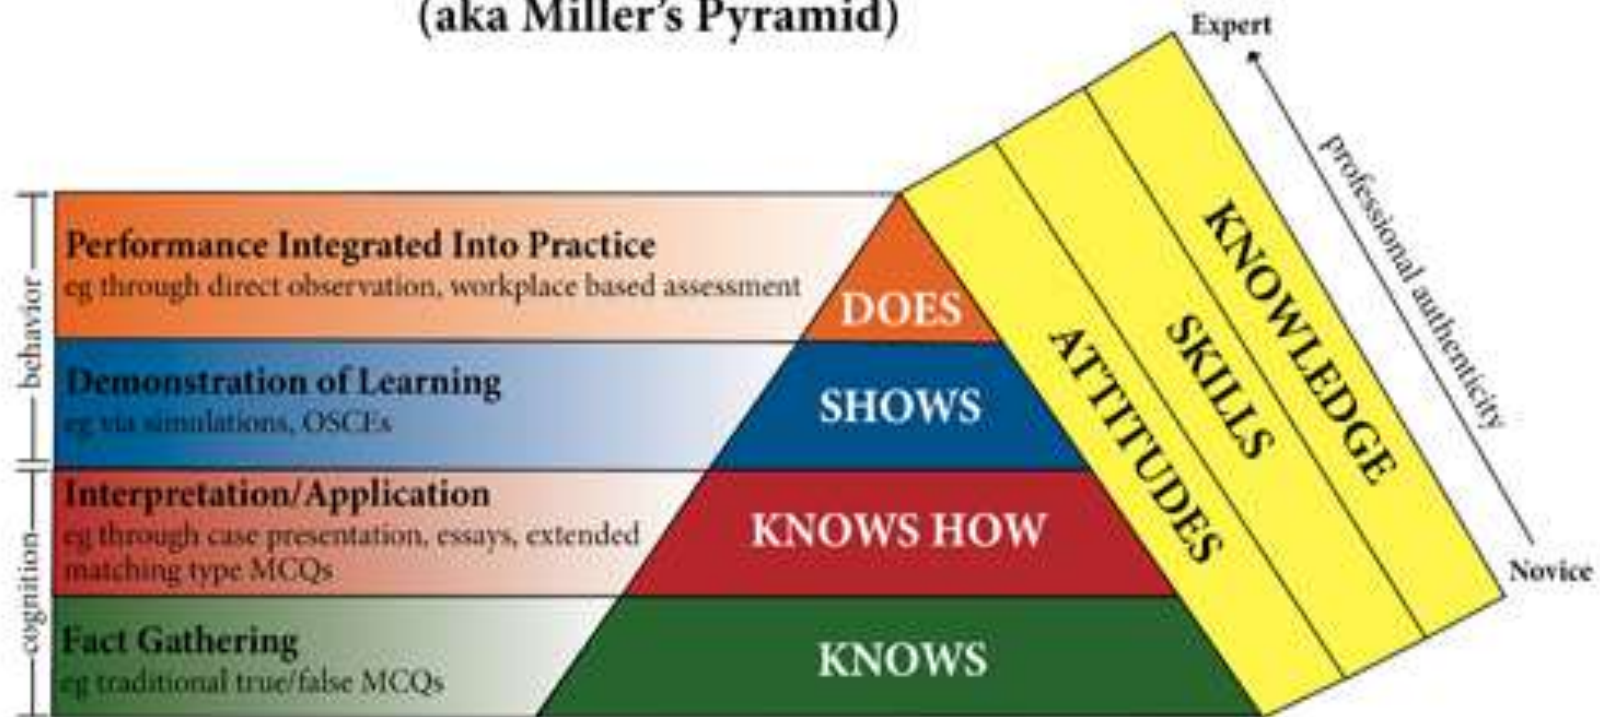 (aka Miller's Pyramid)
Expert
professional authenticity
Novice
KNOWLEDGE
SKILLS
ATTITUDES
behavior
cognition
Performance Integrated Into Practice
eg through direct observation, workplace based assessment
DOES
Demonstration of Learning
eg via simulations, OSCEs
SHOWS
Interpretation/Application
eg through case presentation, essays, extended
matching type MCQs
KNOWS HOW
Fact Gathering
eg traditional true/false MCQs
KNOWS